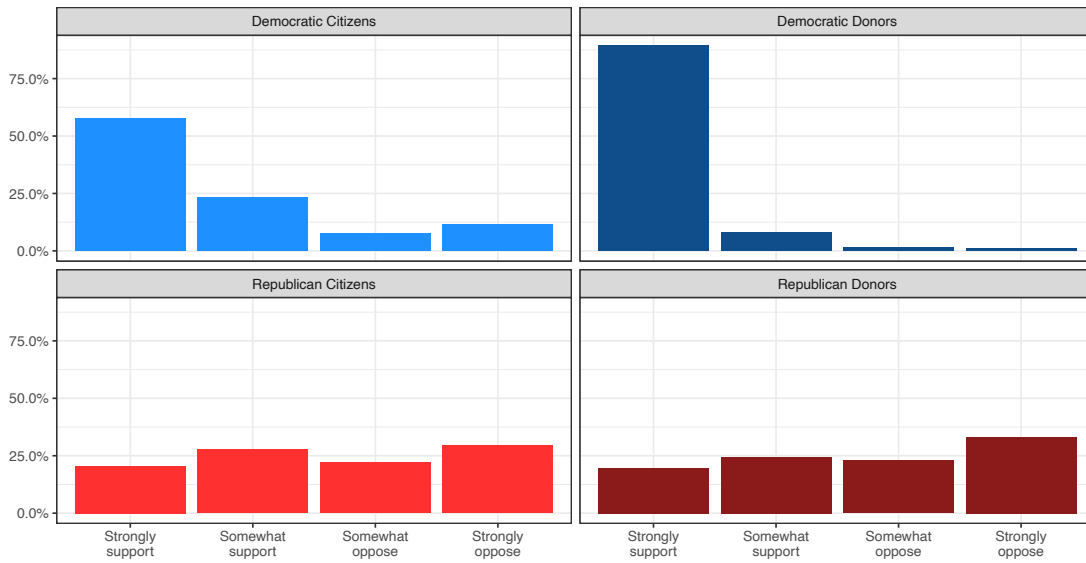 Democratic Citizens
Democratic Donors
75.0%
50.0%
25.0%
0.0%
Republican Citizens
Republican Donors
75.0%
50.0%
25.0%
0.0%
Strongly support
Somewhat support
Somewhat oppose
Strongly oppose
Strongly support
Somewhat support
Somewhat oppose
Strongly oppose